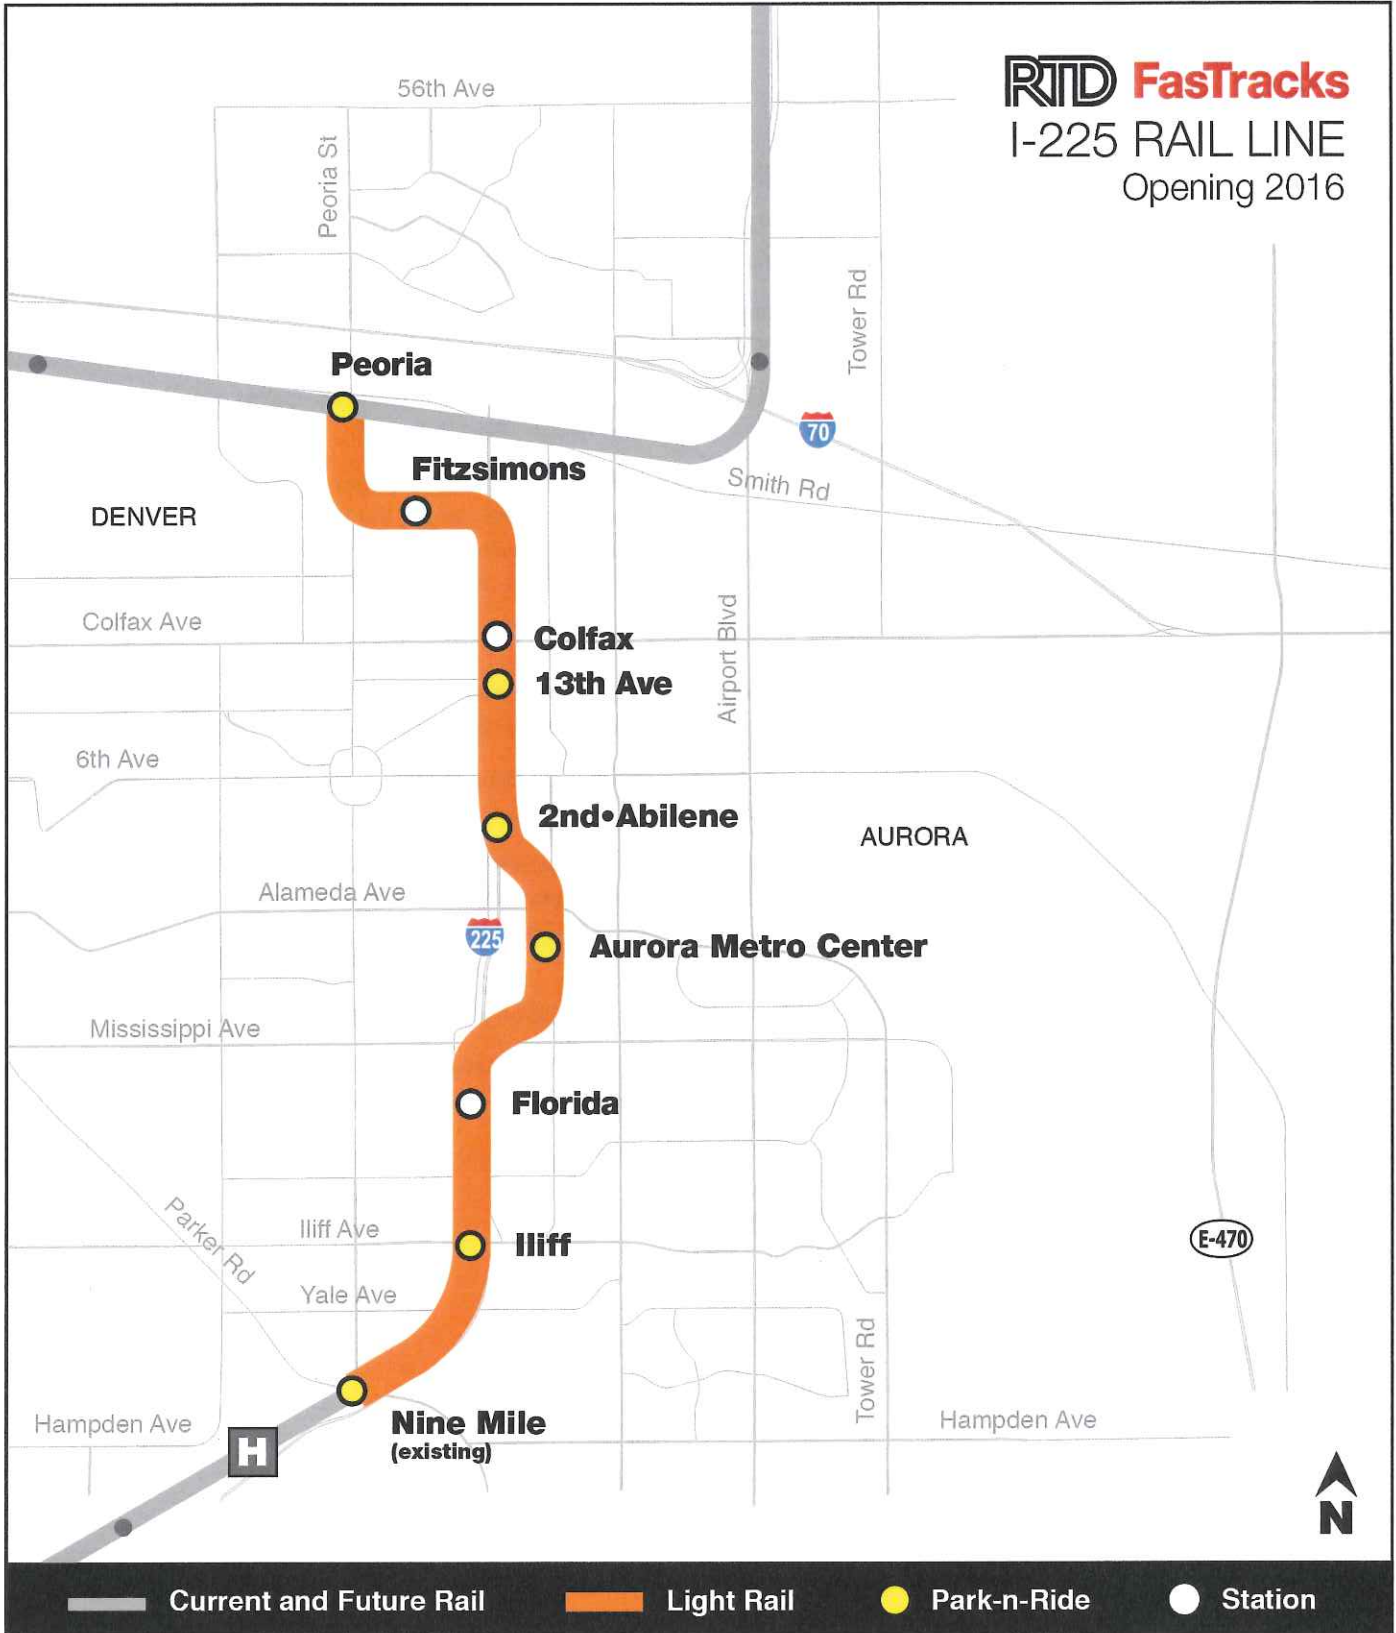 RTD FasTracks
I-225 RAIL LINE
Opening 2016
56th Ave
Peoria St
Tower Rd
Peoria
70
Fitzsimons
Smith Rd
DENVER
Colfax Ave
Colfax
Airport Blvd
13th Ave
6th Ave
2nd•Abilene
AURORA
Alameda Ave
225
Aurora Metro Center
Mississippi Ave
Florida
Parker Rd
Iliff Ave
Iliff
E-470
Yale Ave
Tower Rd
Nine Mile
(existing)
Hampden Ave
Hampden Ave
H
N
Current and Future Rail
Light Rail
Park-n-Ride
Station